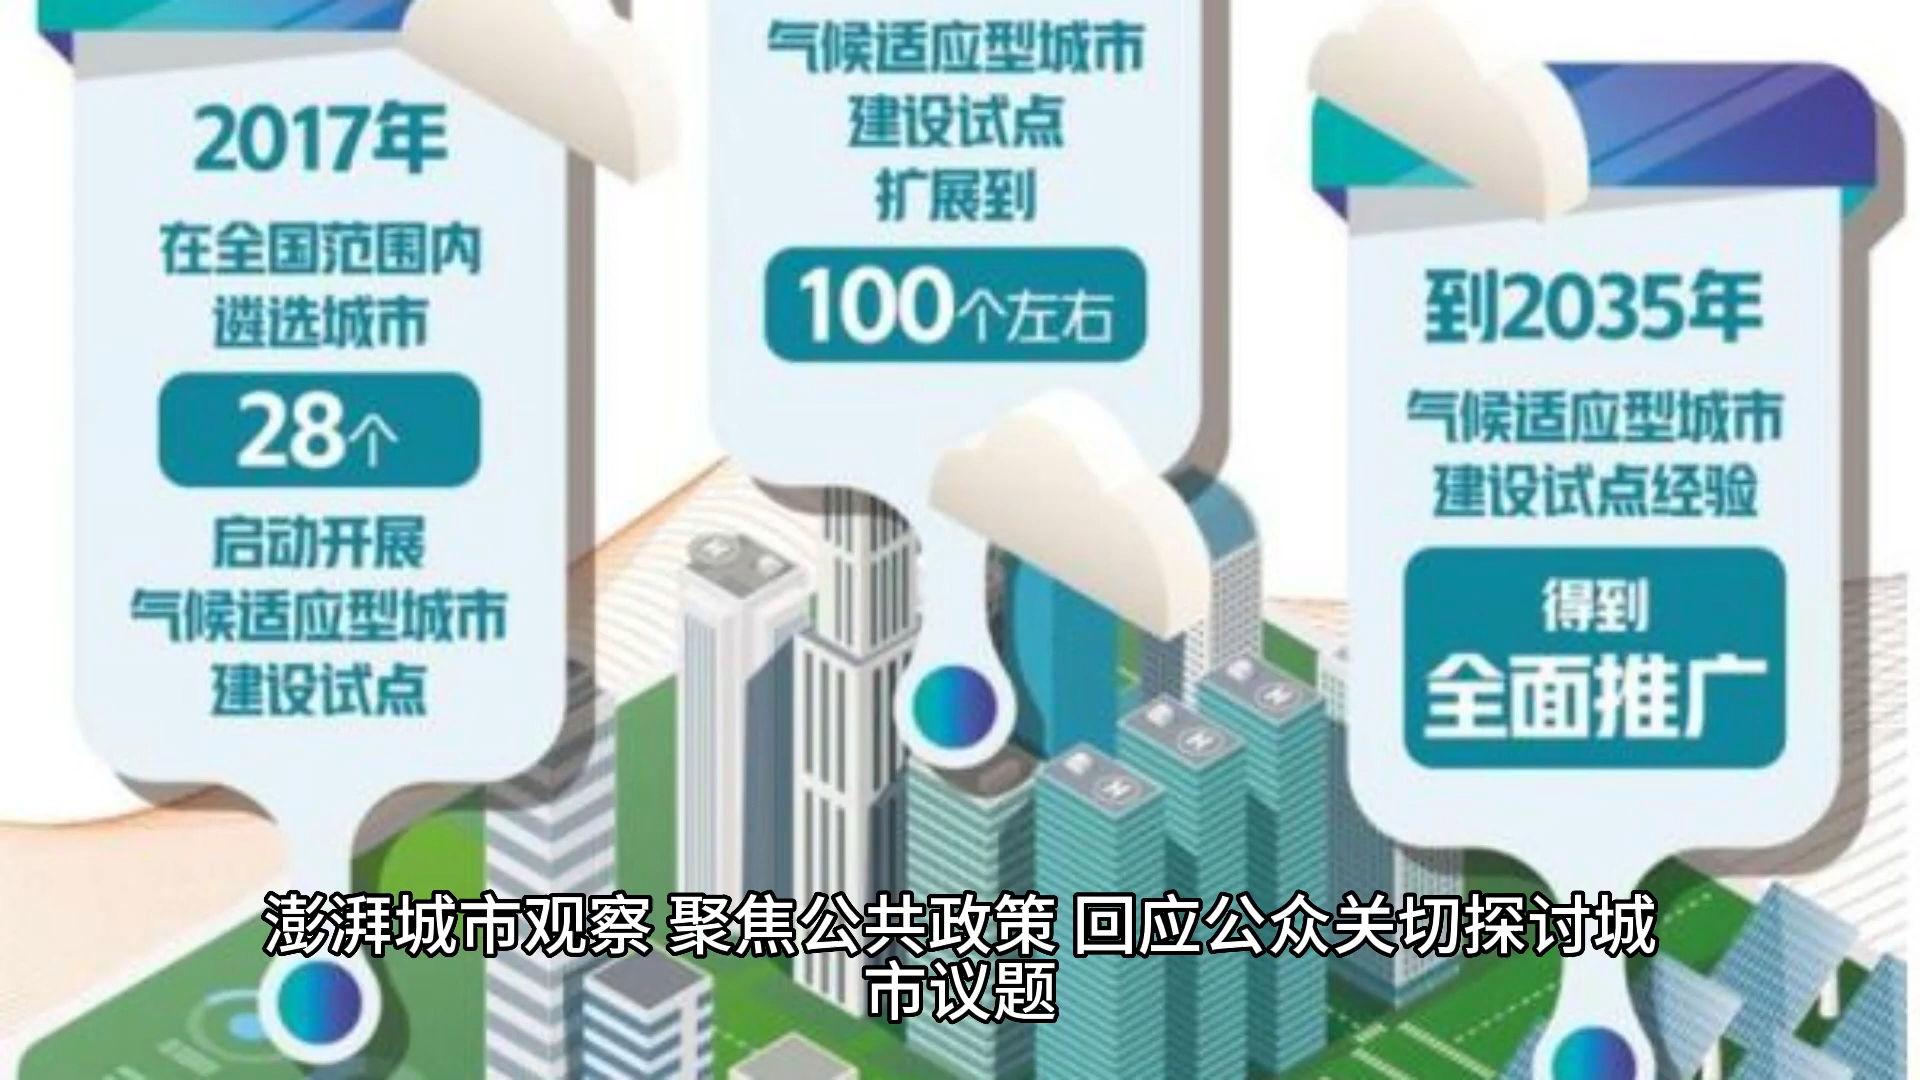 2017年
在全国范围内
遴选城市
28个
启动开展
气候适应型城市
建设试点
气候适应型城市
建设试点
扩展到
100个左右
到2035年
气候适应型城市
建设试点经验
得到
全面推广
澎湃城市观察 聚焦公共政策 回应公众关切探讨城
市议题